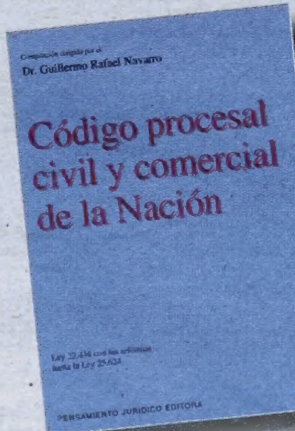 Compilación dirigida por el
Dr. Guillermo Rafael Navarro
Código procesal
civil y comercial
de la Nación
Ley 22.434 con las reformas
hasta la Ley 25.624
PENSAMIENTO JURIDICO EDITORA